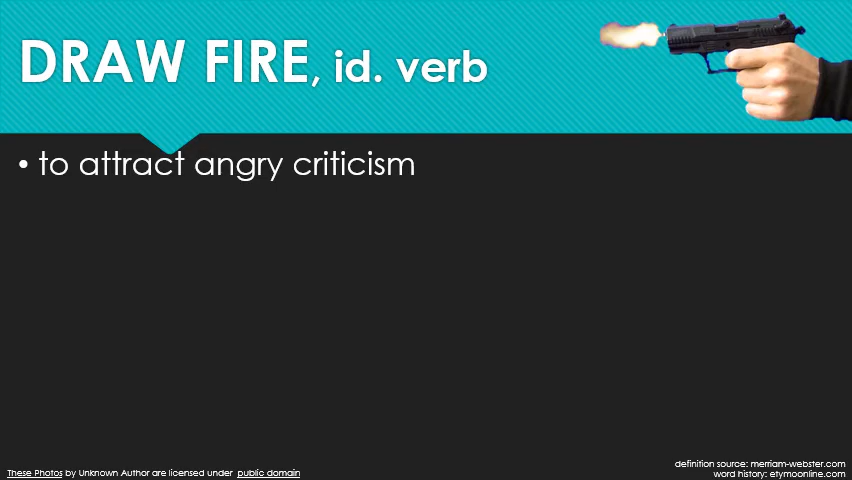 DRAW FIRE, id. verb
• to attract angry criticism
These Photos by Unknown Author are licensed under public domain
definition source: merriam-webster.com
word history: etymoonline.com